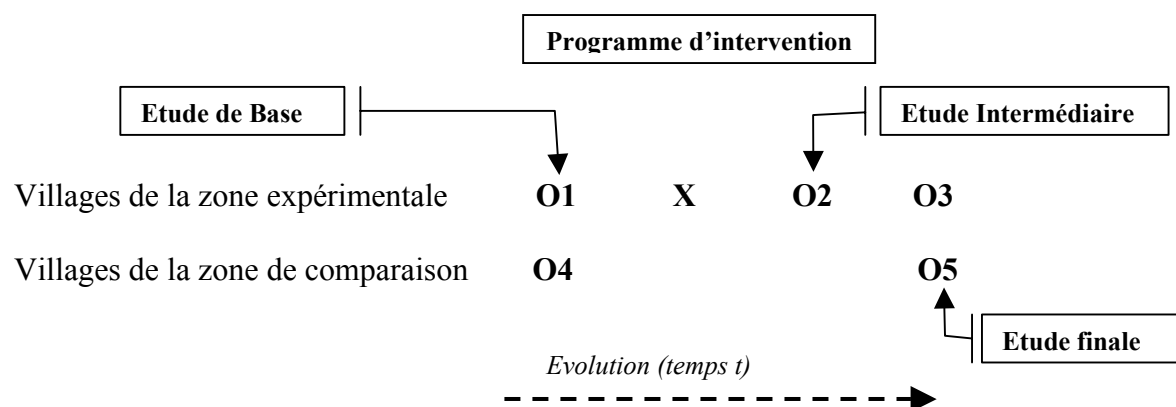 Programme d’intervention
Etude de Base
Etude Intermédiaire
Villages de la zone expérimentale O1 X O2 O3
Villages de la zone de comparaison O4 O5
Etude finale
Evolution (temps t)